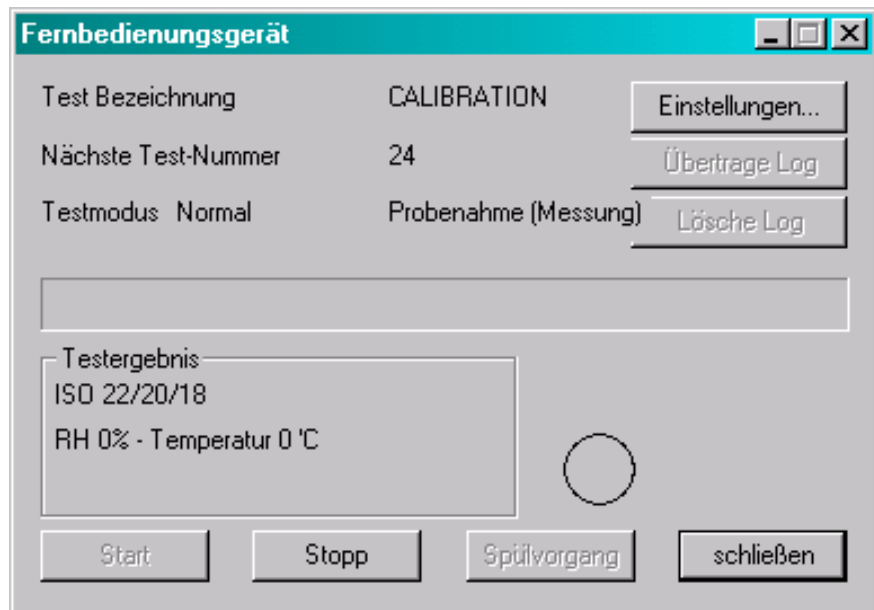 Fernbedienungsgerät
Test Bezeichnung CALIBRATION Einstellungen...
Nächste Test-Nummer 24 Übertrage Log
Testmodus Normal Probenahme (Messung) Lösche Log
Testergebnis
ISO 22/20/18
RH 0% - Temperatur 0 'C
Start Stopp Spülvorgang schließen